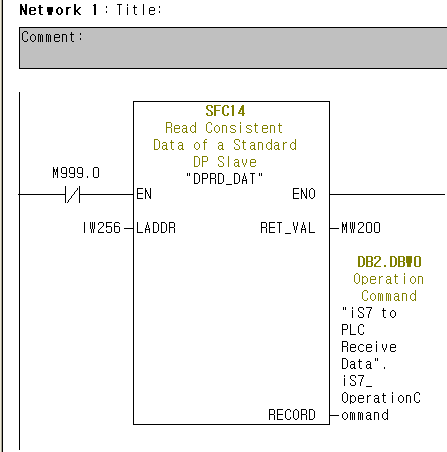 Network 1 : Title:
Comment:
SFC14
Read Consistent
Data of a Standard
DP Slave
"DPRD_DAT"
M999.0
EN
ENO
IW256
LADDR
RET_VAL
MW200
DB2.DBW0
Operation
Command
"iS7 to
PLC
Receive
Data".
iS7_
OperationC
RECORD
ommand